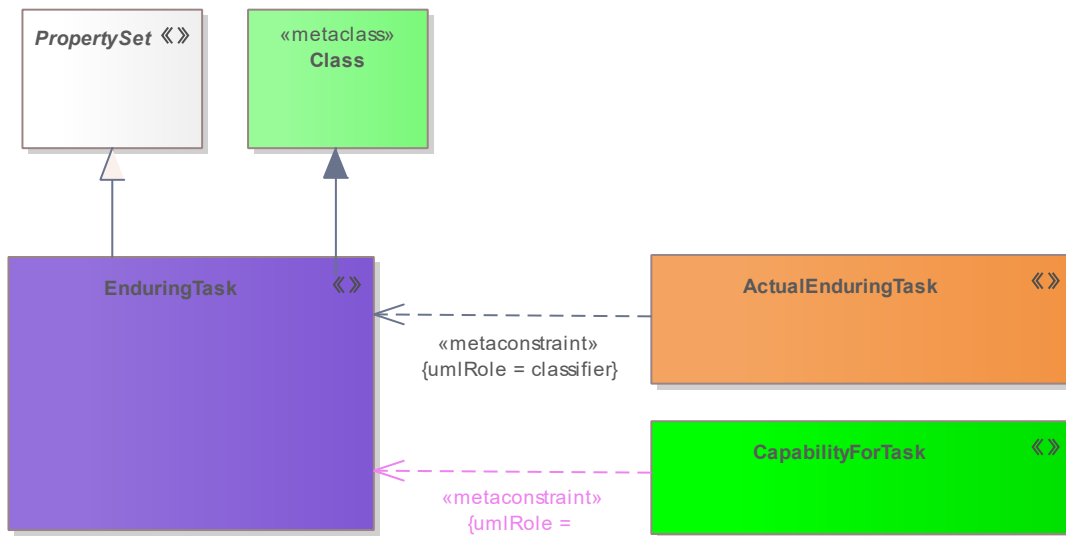 PropertySet «»
«metaclass»
Class
EnduringTask «»
ActualEnduringTask «»
«metaconstraint»
{umlRole = classifier}
CapabilityForTask «»
«metaconstraint»
{umlRole =